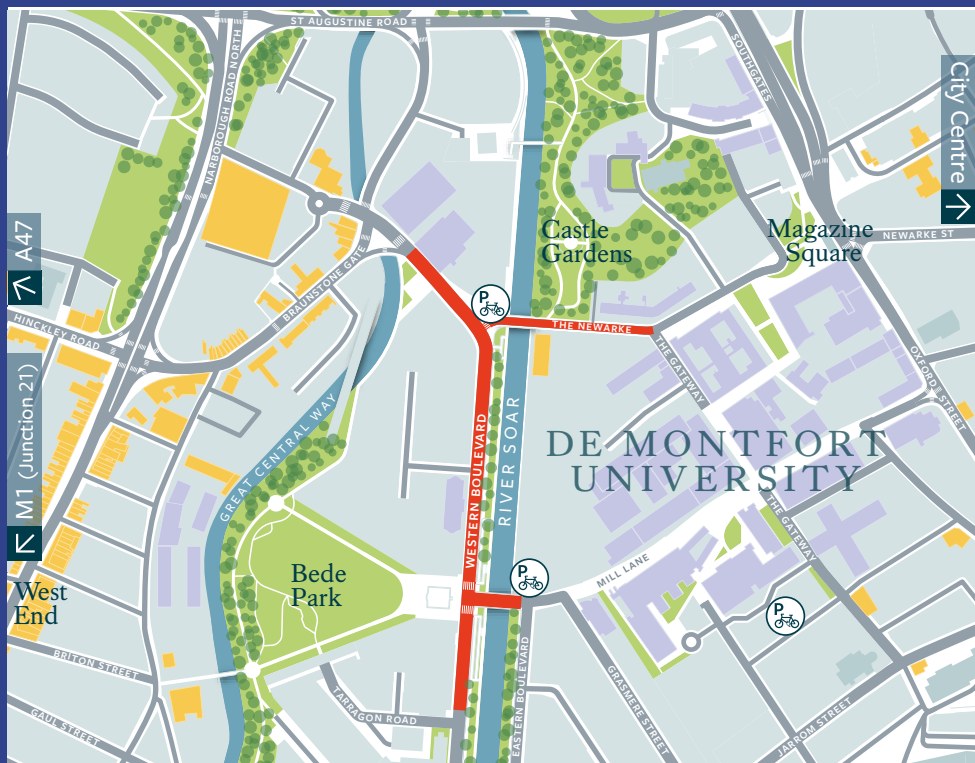 ST AUGUSTINE ROAD
SOUTHGATES
NARBOROUGH ROAD NORTH
City Centre
A47
Castle
Gardens
Magazine
Square
NEWARKE ST
BRAUNSTONE GATE
P
THE NEWARKE
HINCKLEY ROAD
THE GATEWAY
OXFORD STREET
M1 (Junction 21)
GREAT CENTRAL WAY
WESTERN BOULEVARD
RIVER SOAR
DE MONTFORT
UNIVERSITY
THE GATEWAY
MILL LANE
P
Bede
Park
West
End
P
BRITON STREET
GAUL STREET
TARRAGON ROAD
EASTERN BOULEVARD
GRASMERE STREET
JARROM STREET